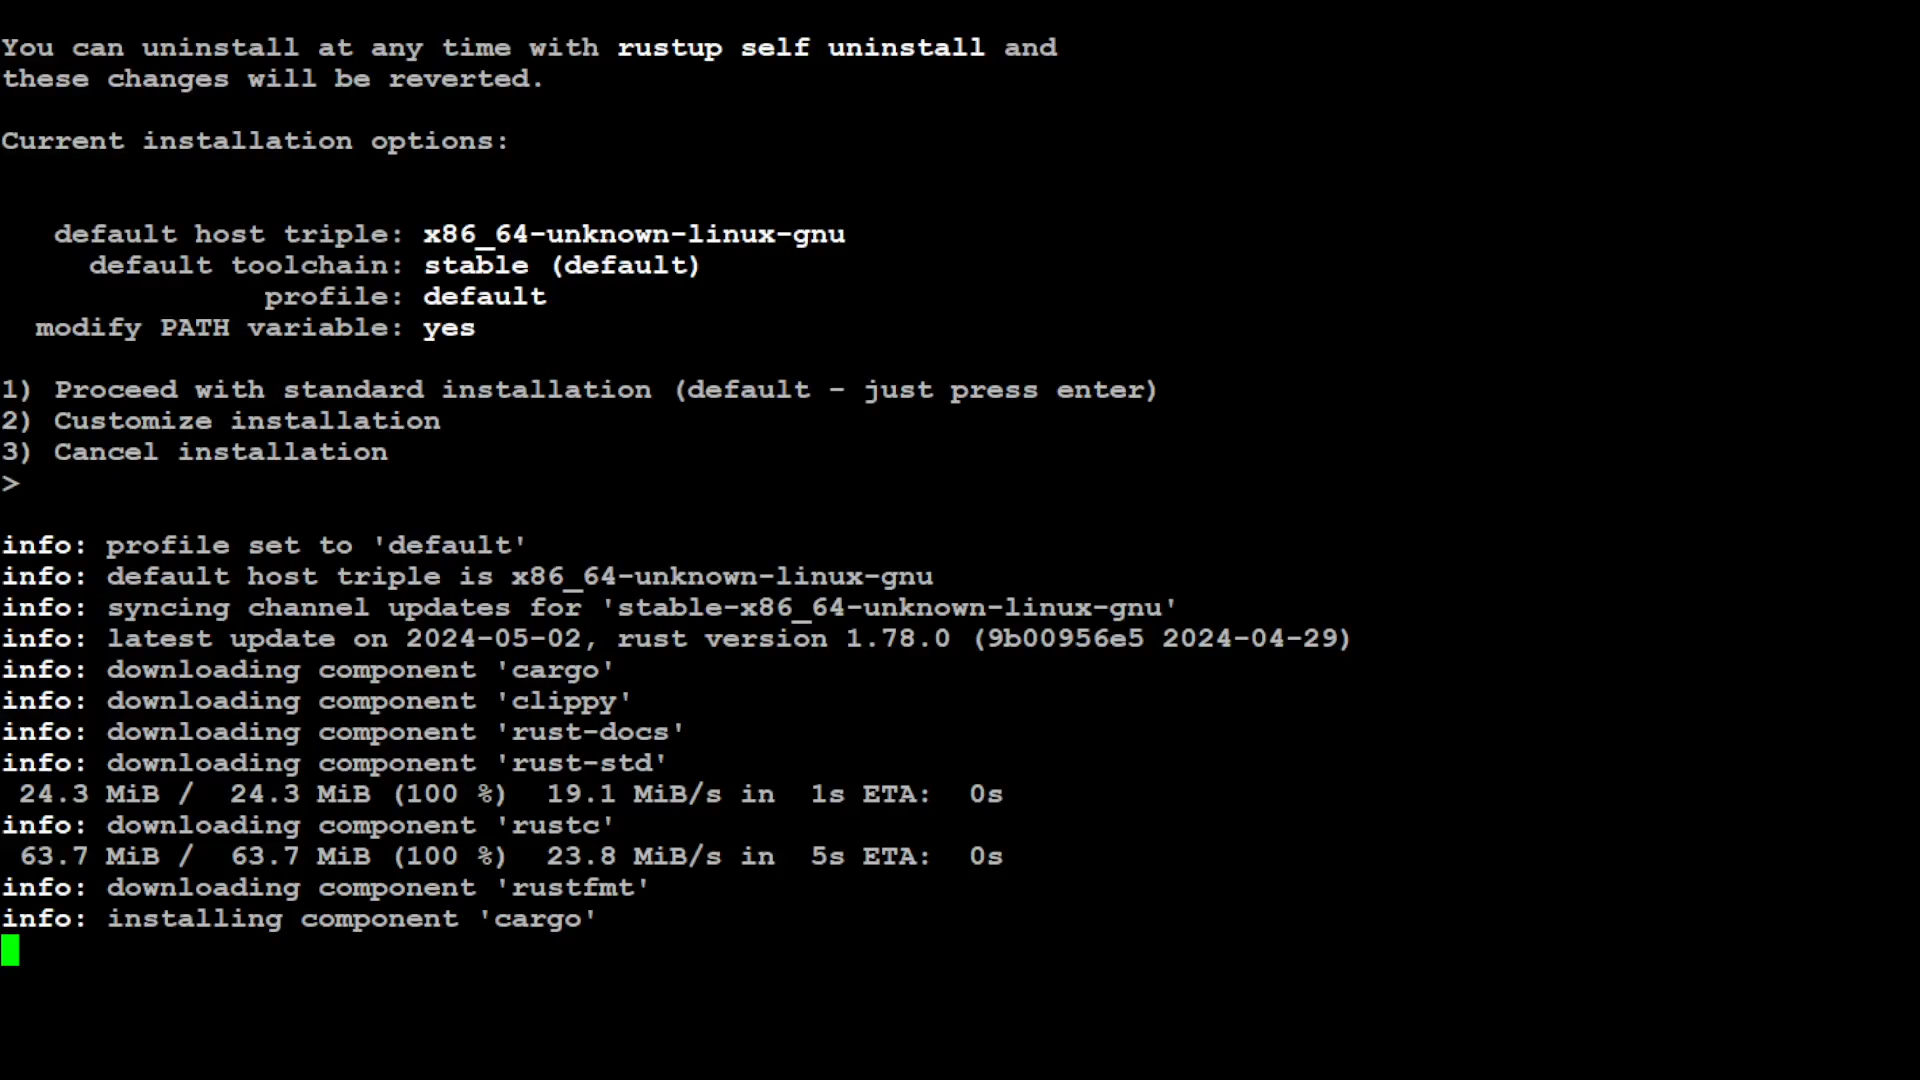 You can uninstall at any time with rustup self uninstall and
these changes will be reverted.
Current installation options:
default host triple: x86_64-unknown-linux-gnu
default toolchain: stable (default)
profile: default
modify PATH variable: yes
1) Proceed with standard installation (default - just press enter)
2) Customize installation
3) Cancel installation
>
info: profile set to 'default'
info: default host triple is x86_64-unknown-linux-gnu
info: syncing channel updates for 'stable-x86_64-unknown-linux-gnu'
info: latest update on 2024-05-02, rust version 1.78.0 (9b00956e5 2024-04-29)
info: downloading component 'cargo'
info: downloading component 'clippy'
info: downloading component 'rust-docs'
info: downloading component 'rust-std'
24.3 MiB / 24.3 MiB (100 %) 19.1 MiB/s in 1s ETA: 0s
info: downloading component 'rustc'
63.7 MiB / 63.7 MiB (100 %) 23.8 MiB/s in 5s ETA: 0s
info: downloading component 'rustfmt'
info: installing component 'cargo'